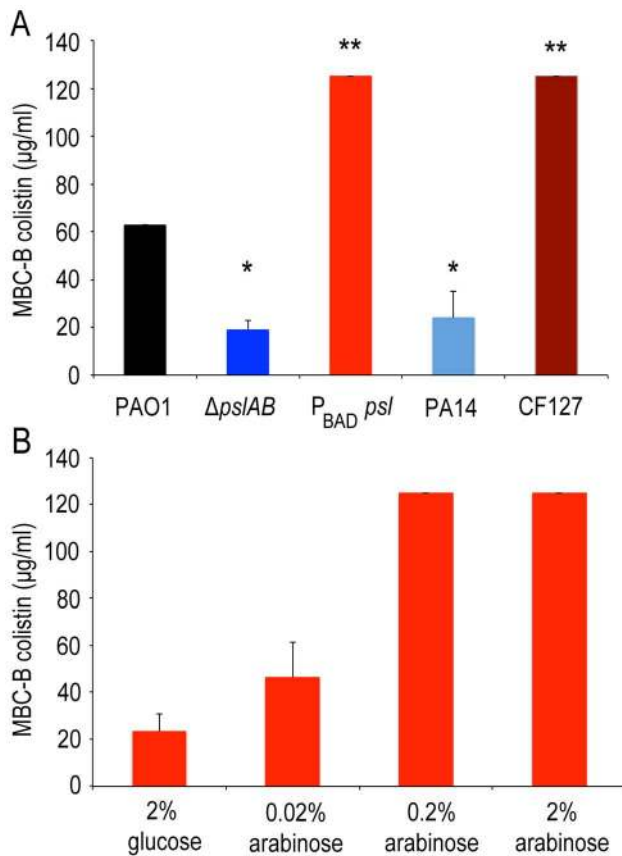 A
MBC-B colistin (µg/ml)
140
120
100
80
60
40
20
0
*
**
*
**
PAO1 ΔpslAB P_BAD psl PA14 CF127
B
MBC-B colistin (µg/ml)
140
120
100
80
60
40
20
0
2% 0.02% 0.2% 2%
glucose arabinose arabinose arabinose